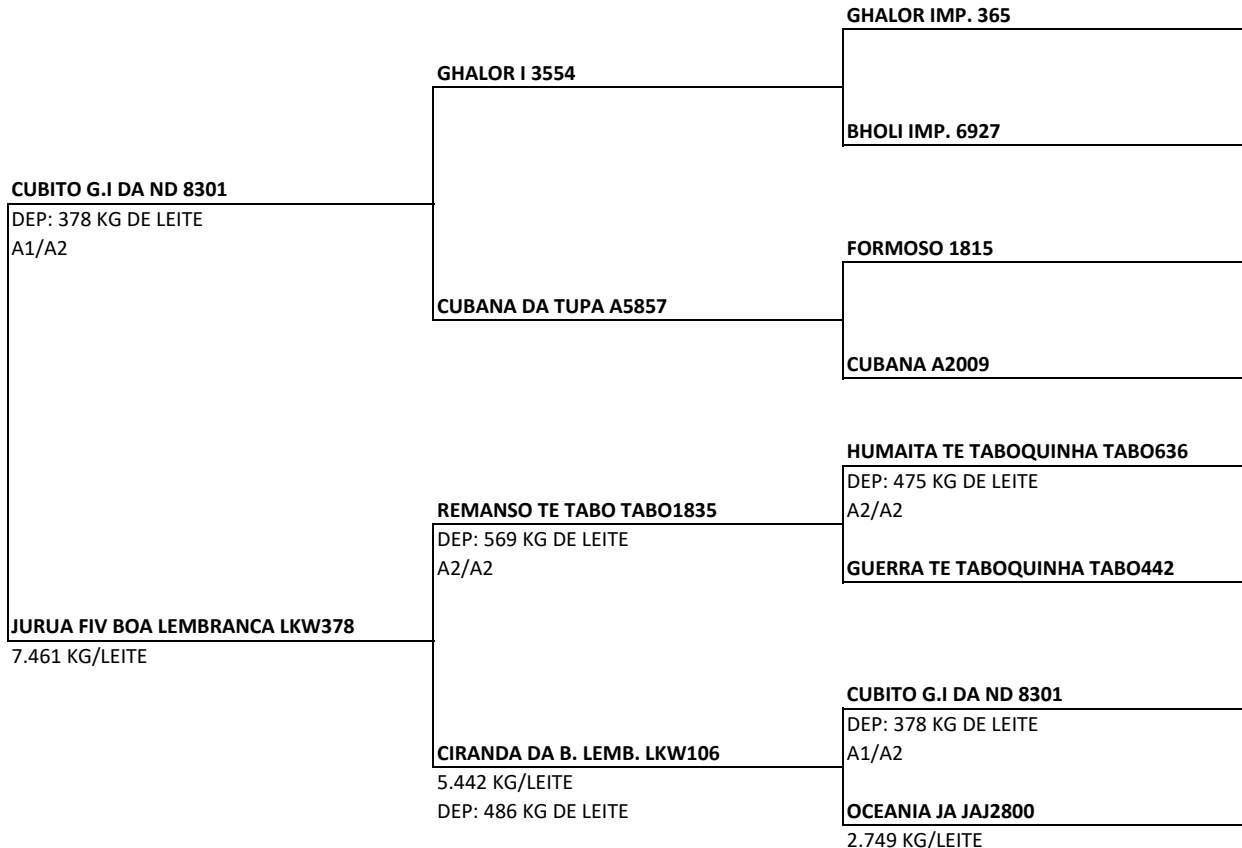 GHALOR IMP. 365
GHALOR I 3554
BHOLI IMP. 6927
CUBITO G.I DA ND 8301
DEP: 378 KG DE LEITE
A1/A2
FORMOSO 1815
CUBANA DA TUPA A5857
CUBANA A2009
HUMAITA TE TABOQUINHA TABO636
DEP: 475 KG DE LEITE
A2/A2
REMANSO TE TABO TABO1835
DEP: 569 KG DE LEITE
A2/A2
GUERRA TE TABOQUINHA TABO442
JURUA FIV BOA LEMBRANCA LKW378
7.461 KG/LEITE
CUBITO G.I DA ND 8301
DEP: 378 KG DE LEITE
A1/A2
CIRANDA DA B. LEMB. LKW106
5.442 KG/LEITE
DEP: 486 KG DE LEITE
OCEANIA JA JAJ2800
2.749 KG/LEITE